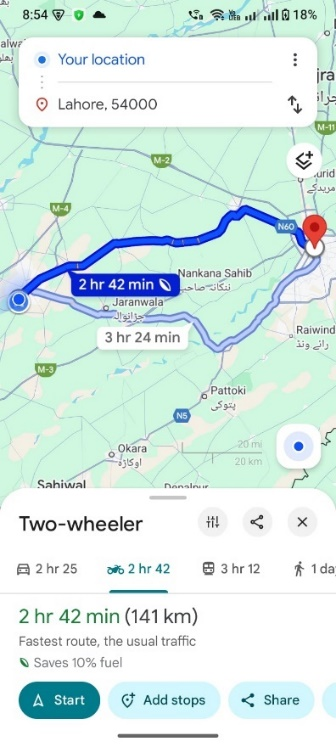 8:54
18%
Your location
Lahore, 54000
M-11
M-2
M-4
N60
2 hr 42 min
Nankana Sahib
ننكانہ صاحب
Jaranwala
جڑانوالہ
3 hr 24 min
Raiwind
رائے ونڈ
M-3
Pattoki
پتوکی
N5
Okara
اوکاڑہ
20 mi
20 km
Sahiwal
Two-wheeler
2 hr 25
2 hr 42
3 hr 12
1 da
2 hr 42 min (141 km)
Fastest route, the usual traffic
Saves 10% fuel
Start
Add stops
Share